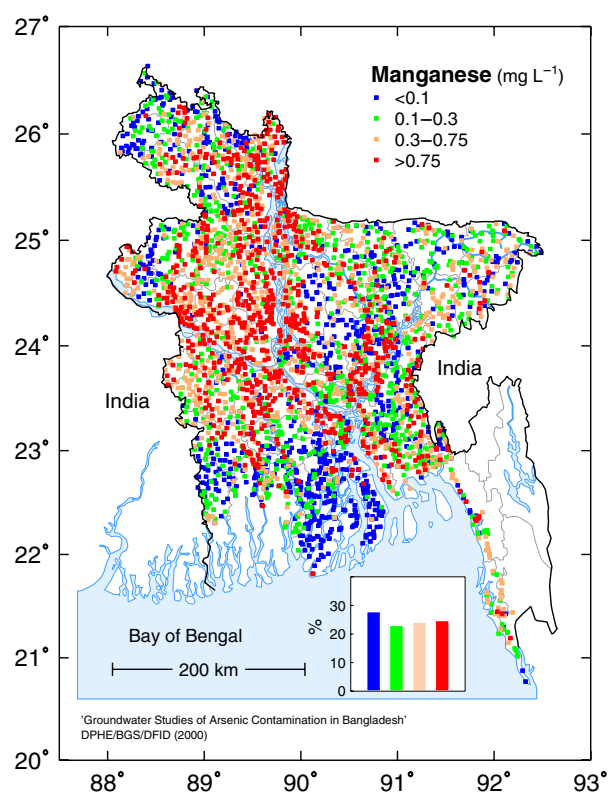 27°
26°
25°
24°
23°
22°
21°
20°
Manganese (mg L⁻¹)
<0.1
0.1–0.3
0.3–0.75
>0.75
India
India
Bay of Bengal
200 km
%
30
20
10
0
'Groundwater Studies of Arsenic Contamination in Bangladesh'
DPHE/BGS/DFID (2000)
88° 89° 90° 91° 92° 93°